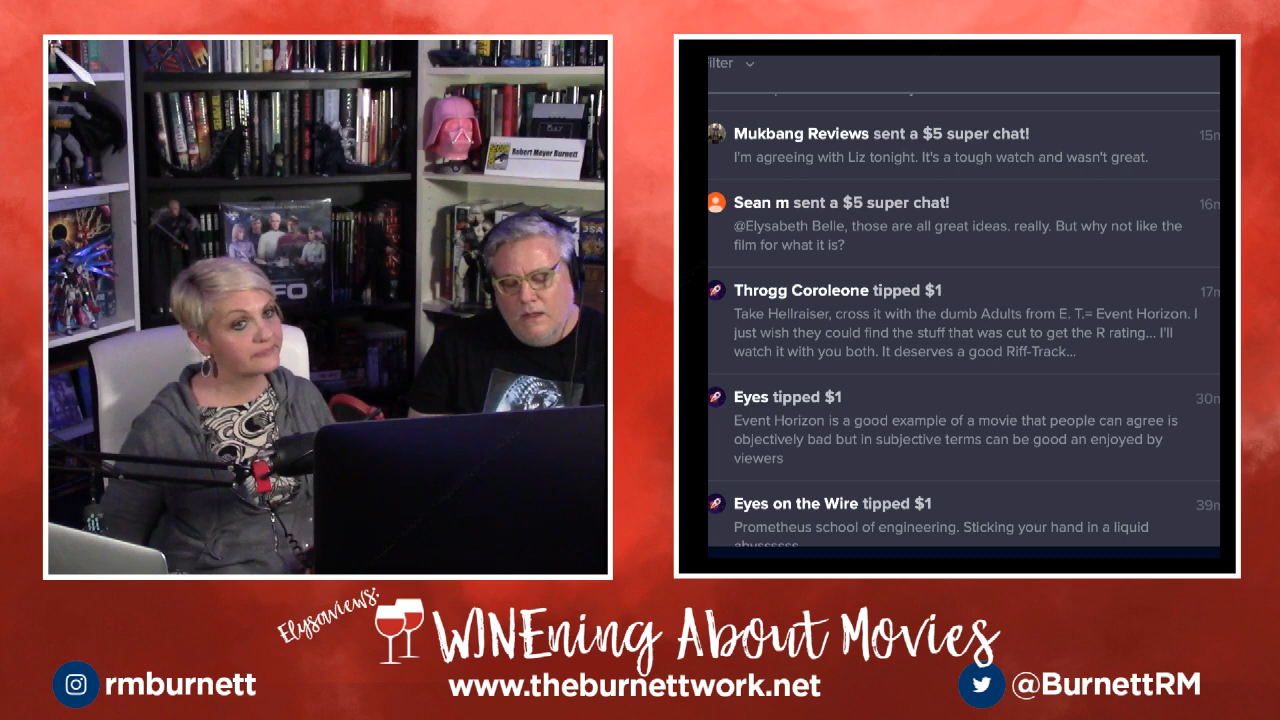 Robert Meyer Burnett
FO
ilter
Mukbang Reviews sent a $5 super chat!
15m
I'm agreeing with Liz tonight. It's a tough watch and wasn't great.
Sean m sent a $5 super chat!
16m
@Elysabeth Belle, those are all great ideas. really. But why not like the
film for what it is?
Throgg Coroleone tipped $1
17m
Take Hellraiser, cross it with the dumb Adults from E. T.= Event Horizon. I
just wish they could find the stuff that was cut to get the R rating... I'll
watch it with you both. It deserves a good Riff-Track...
Eyes tipped $1
30m
Event Horizon is a good example of a movie that people can agree is
objectively bad but in subjective terms can be good an enjoyed by
viewers
Eyes on the Wire tipped $1
39m
Prometheus school of engineering. Sticking your hand in a liquid
abysssss
Elysaviews:
WINEning About Movies
rmburnett
www.theburnettwork.net
@BurnettRM